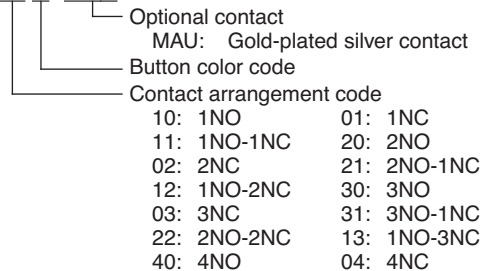 Optional contact
MAU: Gold-plated silver contact
Button color code
Contact arrangement code
10: 1NO 01: 1NC
11: 1NO-1NC 20: 2NO
02: 2NC 21: 2NO-1NC
12: 1NO-2NC 30: 3NO
03: 3NC 31: 3NO-1NC
22: 2NO-2NC 13: 1NO-3NC
40: 4NO 04: 4NC